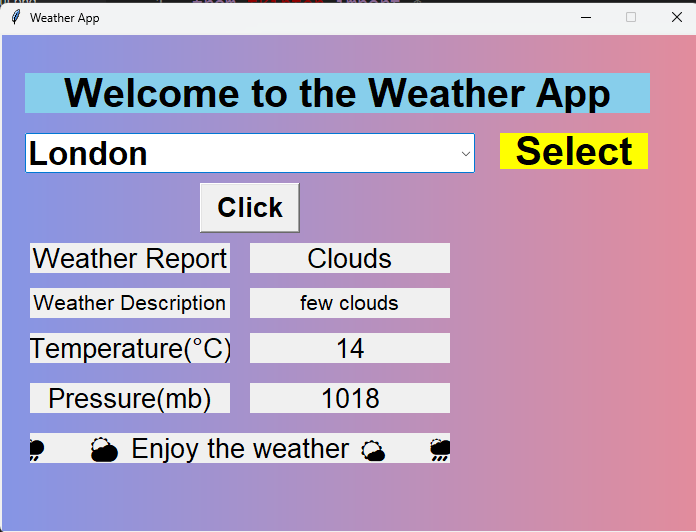 Weather App
Welcome to the Weather App
London Select
Click
Weather Report Clouds
Weather Description few clouds
Temperature(°C) 14
Pressure(mb) 1018
Enjoy the weather